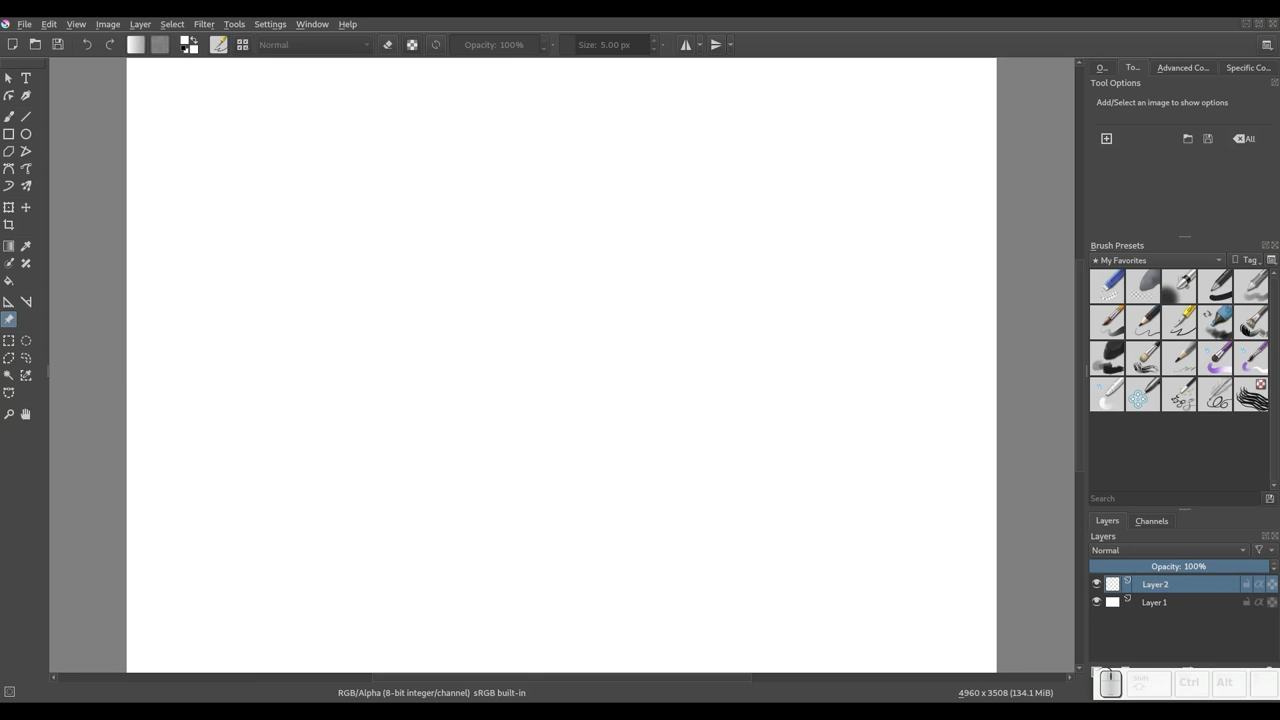 File Edit View Image Layer Select Filter Tools Settings Window Help
Normal Opacity: 100% Size: 5.00 px
O... To... Advanced Co... Specific Co...
Tool Options
Add/Select an image to show options
All
Brush Presets
★ My Favorites Tag
Search
Layers Channels
Layers
Normal
Opacity: 100%
Layer 2
Layer 1
Shift Ctrl Alt
RGB/Alpha (8-bit integer/channel) sRGB built-in 4960 x 3508 (134.1 MiB)